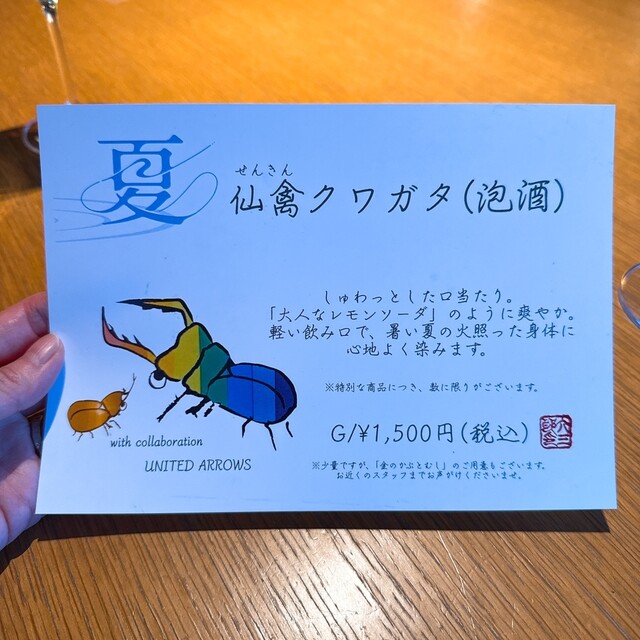 夏
せんきん
仙禽クワガタ(泡酒)
しゅわっとした口当たり。
「大人なレモンソーダ」のように爽やか。
軽い飲み口で、暑い夏の火照った身体に
心地よく染みます。
※特別な商品につき、数に限りがございます。
with collaboration
UNITED ARROWS
G/¥1,500円(税込)
※少量ですが、「金のかぶとむし」のご用意もございます。
お近くのスタッフまでお声がけくださいませ。